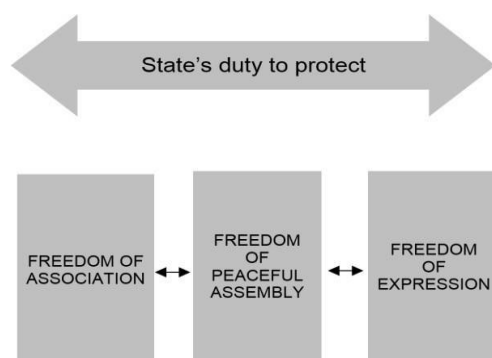 State’s duty to protect
FREEDOM OF
ASSOCIATION
FREEDOM
OF
PEACEFUL
ASSEMBLY
FREEDOM
OF
EXPRESSION